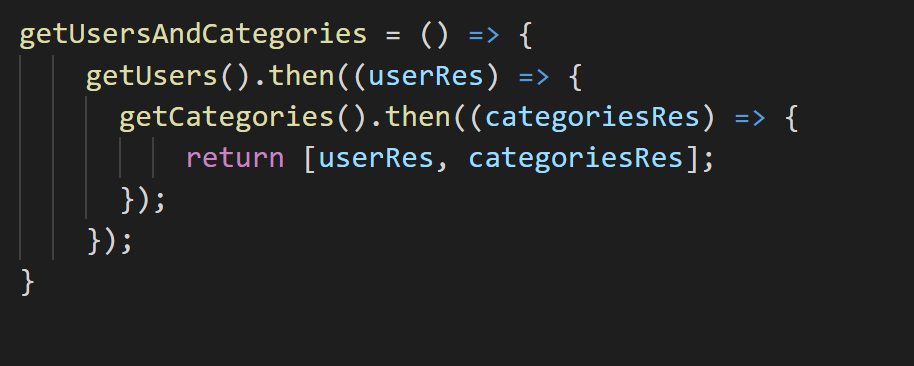 getUsersAndCategories = () => {
    getUsers().then((userRes) => {
      getCategories().then((categoriesRes) => {
          return [userRes, categoriesRes];
      });
    });
}